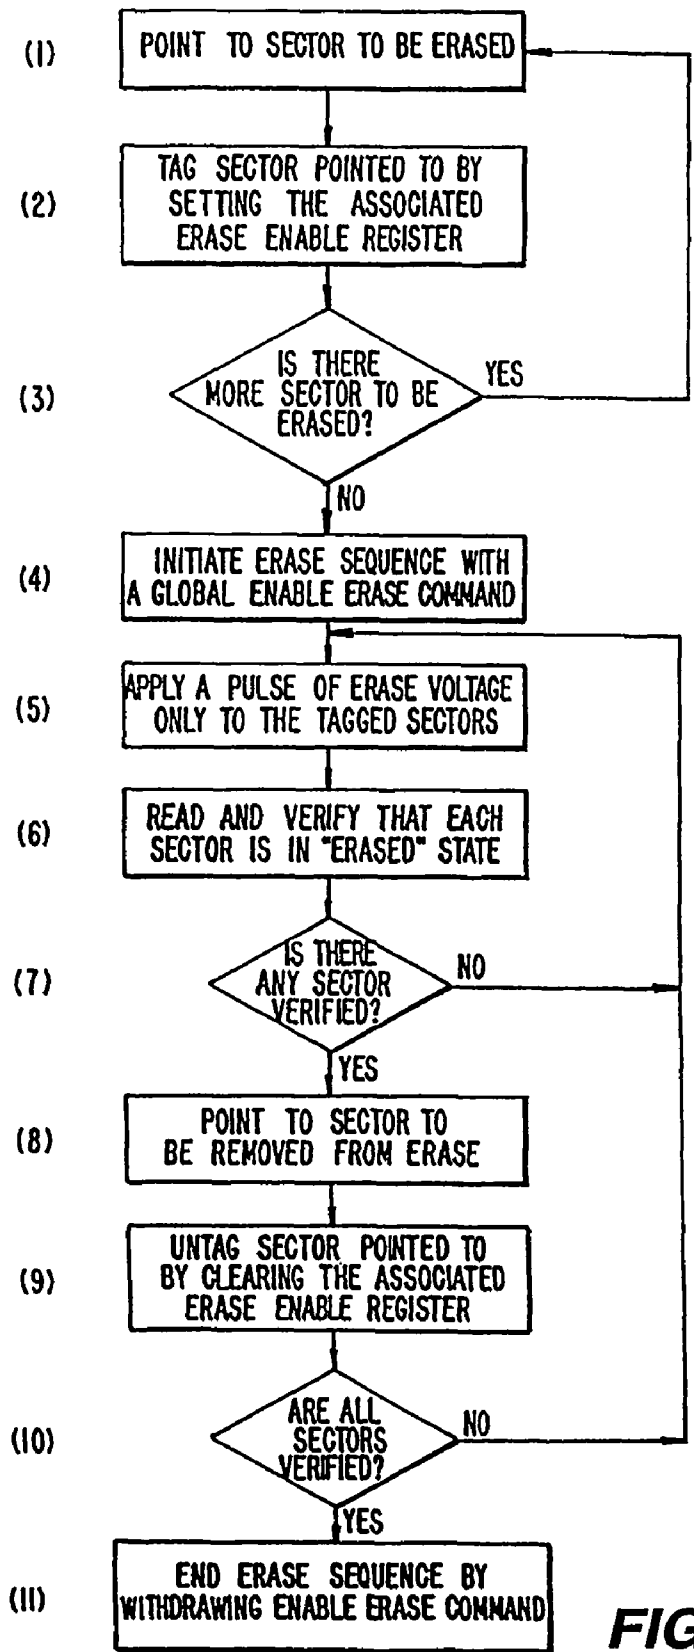 (1)
POINT TO SECTOR TO BE ERASED
(2)
TAG SECTOR POINTED TO BY
SETTING THE ASSOCIATED
ERASE ENABLE REGISTER
(3)
IS THERE
MORE SECTOR TO BE
ERASED?
YES
NO
(4)
INITIATE ERASE SEQUENCE WITH
A GLOBAL ENABLE ERASE COMMAND
(5)
APPLY A PULSE OF ERASE VOLTAGE
ONLY TO THE TAGGED SECTORS
(6)
READ AND VERIFY THAT EACH
SECTOR IS IN "ERASED" STATE
(7)
IS THERE
ANY SECTOR
VERIFIED?
NO
YES
(8)
POINT TO SECTOR TO
BE REMOVED FROM ERASE
(9)
UNTAG SECTOR POINTED TO
BY CLEARING THE ASSOCIATED
ERASE ENABLE REGISTER
(10)
ARE ALL
SECTORS
VERIFIED?
NO
YES
(11)
END ERASE SEQUENCE BY
WITHDRAWING ENABLE ERASE COMMAND
FIG